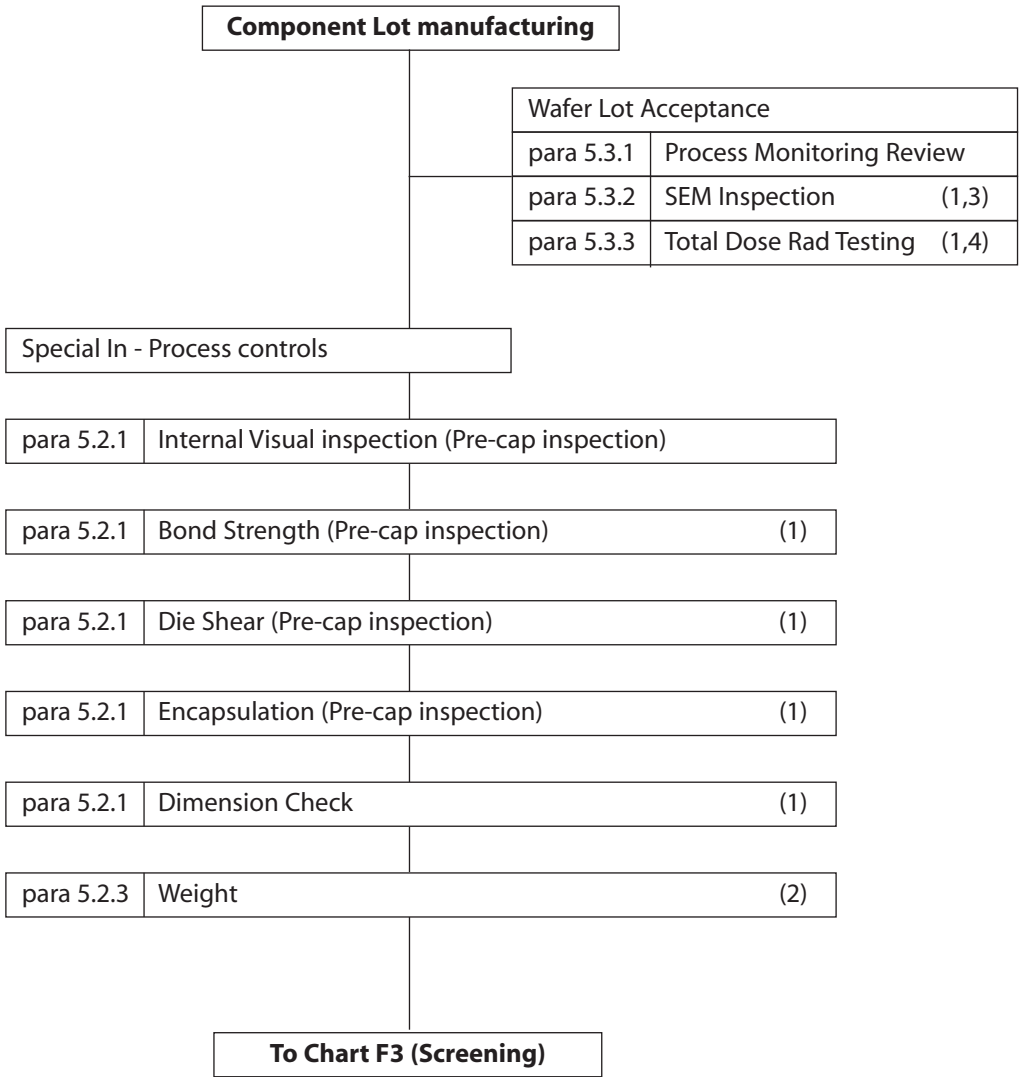 Component Lot manufacturing
Wafer Lot Acceptance
para 5.3.1 Process Monitoring Review
para 5.3.2 SEM Inspection (1,3)
para 5.3.3 Total Dose Rad Testing (1,4)
Special In - Process controls
para 5.2.1 Internal Visual inspection (Pre-cap inspection)
para 5.2.1 Bond Strength (Pre-cap inspection) (1)
para 5.2.1 Die Shear (Pre-cap inspection) (1)
para 5.2.1 Encapsulation (Pre-cap inspection) (1)
para 5.2.1 Dimension Check (1)
para 5.2.3 Weight (2)
To Chart F3 (Screening)